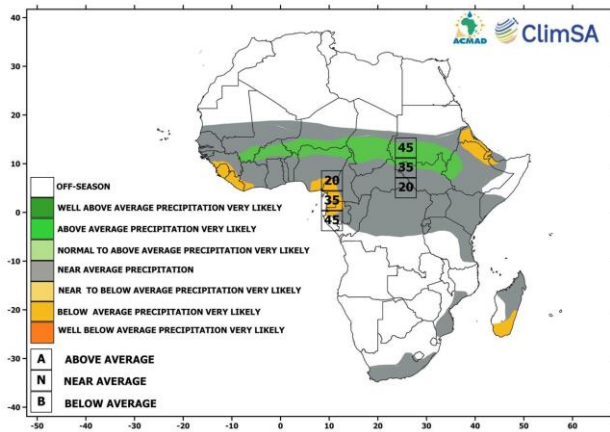 40
30
20
10
0
-10
-20
-30
-40
ACMAD
ClimSA
45
35
20
20
35
45
OFF-SEASON
WELL ABOVE AVERAGE PRECIPITATION VERY LIKELY
ABOVE AVERAGE PRECIPITATION VERY LIKELY
NORMAL TO ABOVE AVERAGE PRECIPITATION VERY LIKELY
NEAR AVERAGE PRECIPITATION
NEAR TO BELOW AVERAGE PRECIPITATION VERY LIKELY
BELOW AVERAGE PRECIPITATION VERY LIKELY
WELL BELOW AVERAGE PRECIPITATION VERY LIKELY
A ABOVE AVERAGE
N NEAR AVERAGE
B BELOW AVERAGE
-50 -40 -30 -20 -10 0 10 20 30 40 50 60